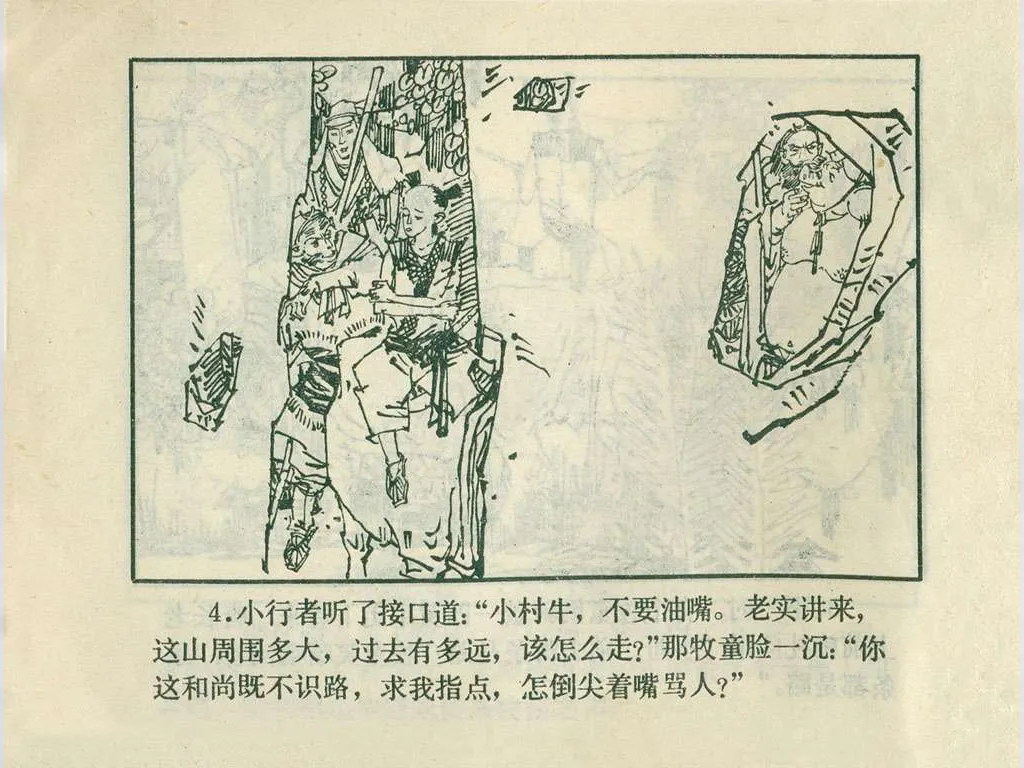 4.小行者听了接口道:“小村牛，不要油嘴。老实讲来，
这山周围多大，过去有多远，该怎么走?”那牧童脸一沉:“你
这和尚既不识路，求我指点，怎倒尖着嘴骂人?”